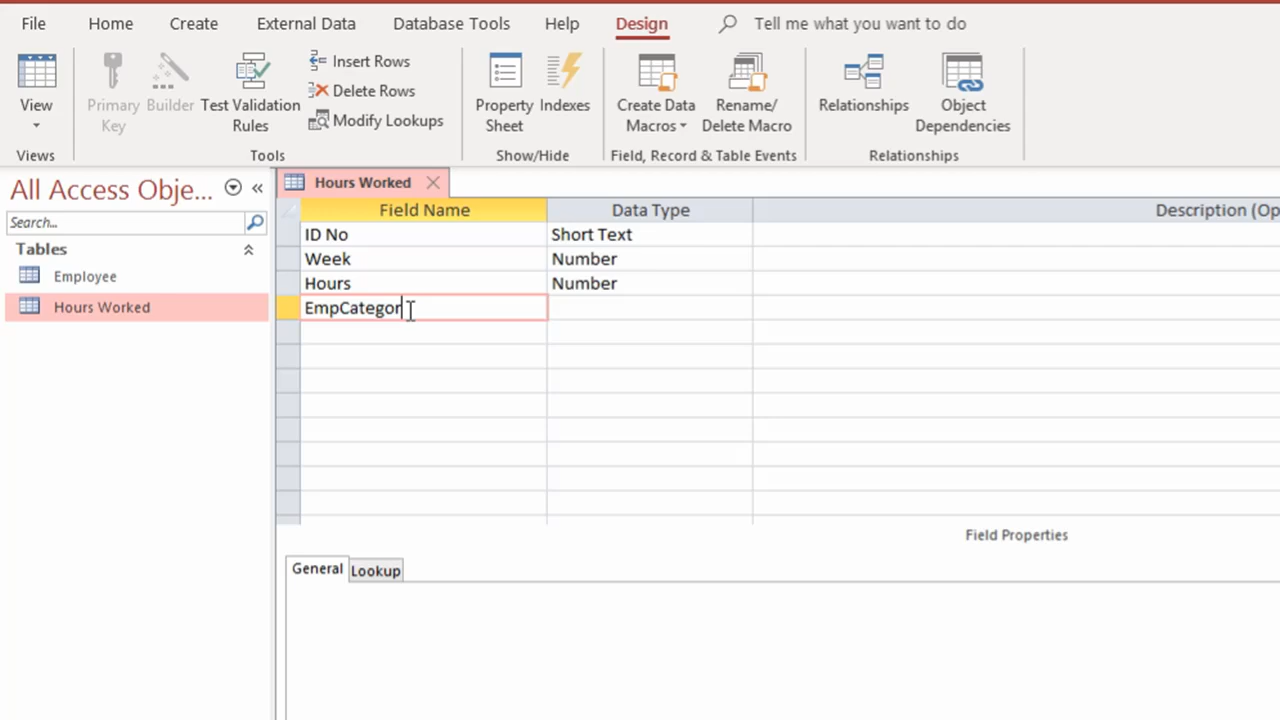 File Home Create External Data Database Tools Help Design Tell me what you want to do
View
Primary Key
Builder
Test Validation Rules
Insert Rows
Delete Rows
Modify Lookups
Property Sheet
Indexes
Create Data Macros
Rename/ Delete Macro
Relationships
Object Dependencies
Views Tools Show/Hide Field, Record & Table Events Relationships
All Access Obje...
Search...
Tables
Employee
Hours Worked
Hours Worked
Field Name Data Type Description (Op
ID No Short Text
Week Number
Hours Number
EmpCategor
Field Properties
General Lookup